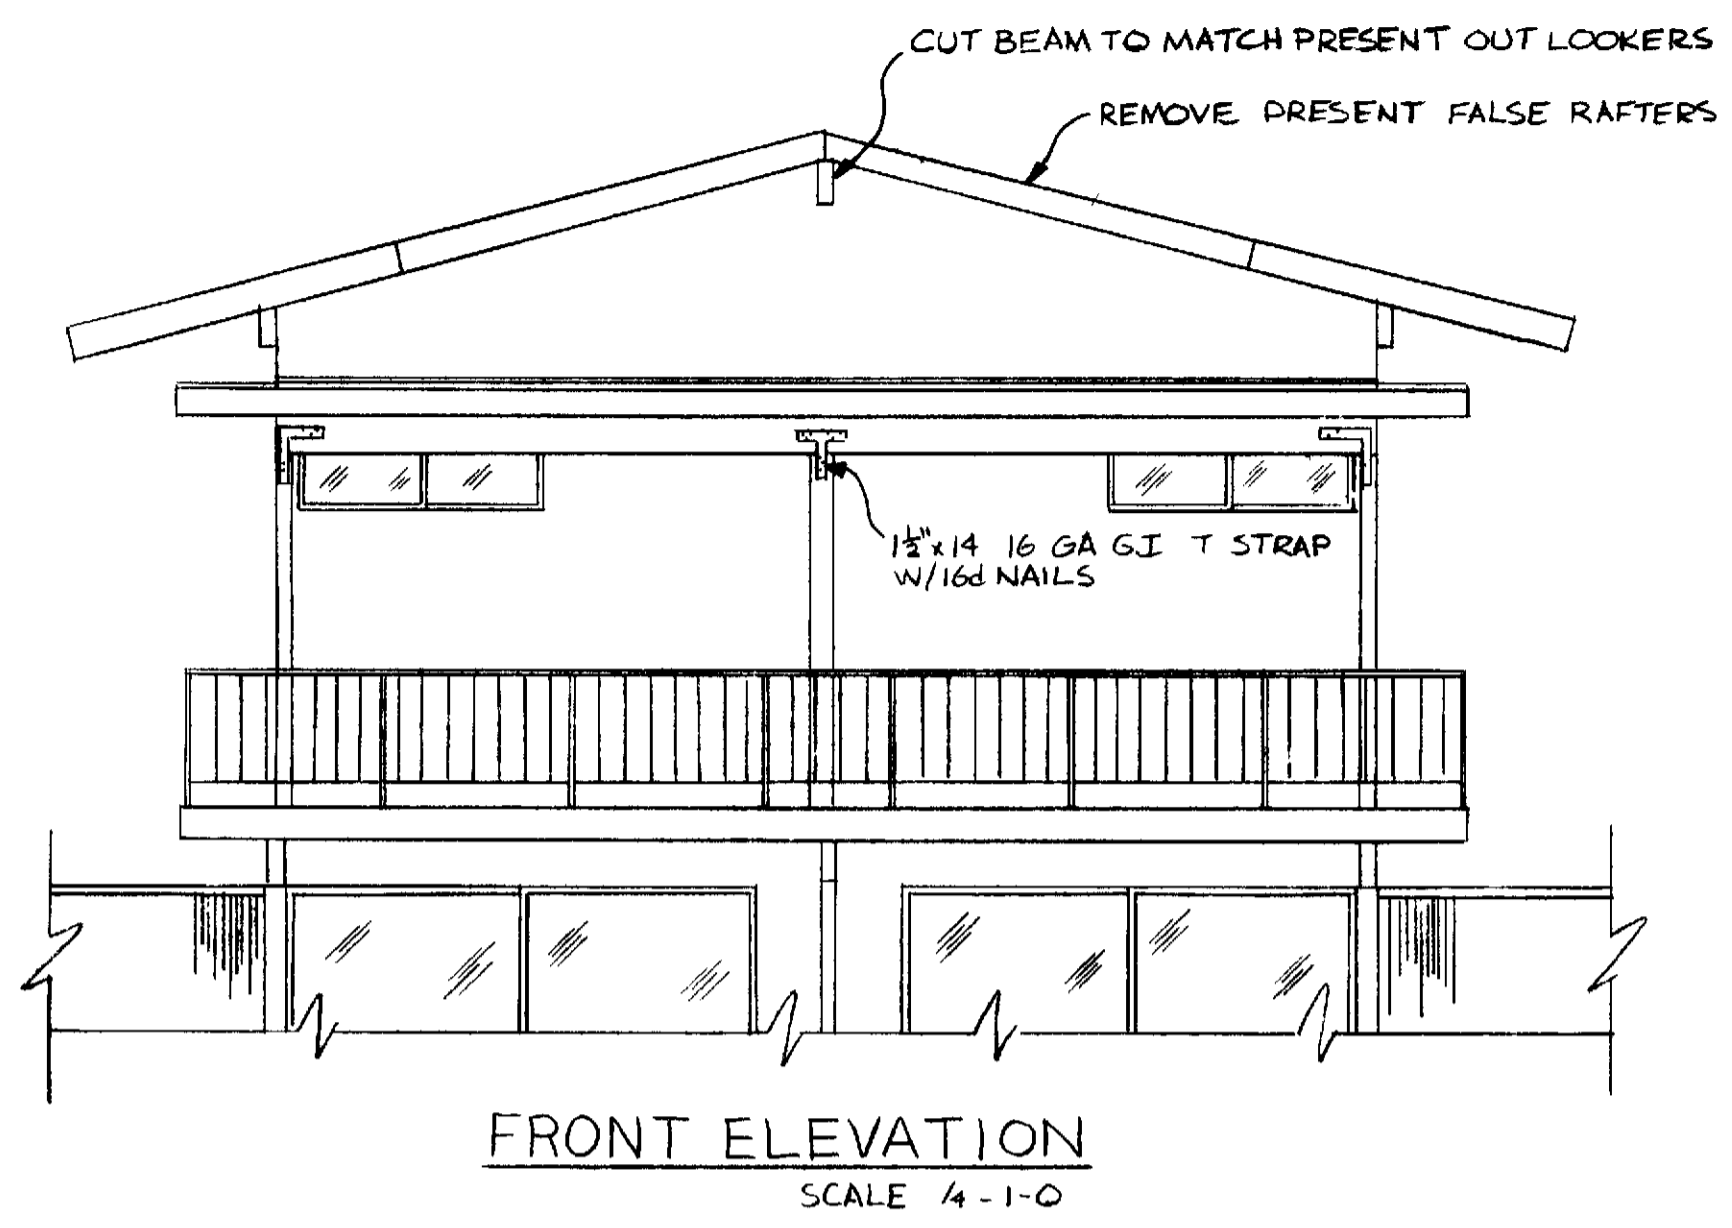 CUT BEAM TO MATCH PRESENT OUT LOOKERS
REMOVE PRESENT FALSE RAFTERS
1½"x14 16 GA GI T STRAP
W/16d NAILS
FRONT ELEVATION
SCALE 1/4-1-0